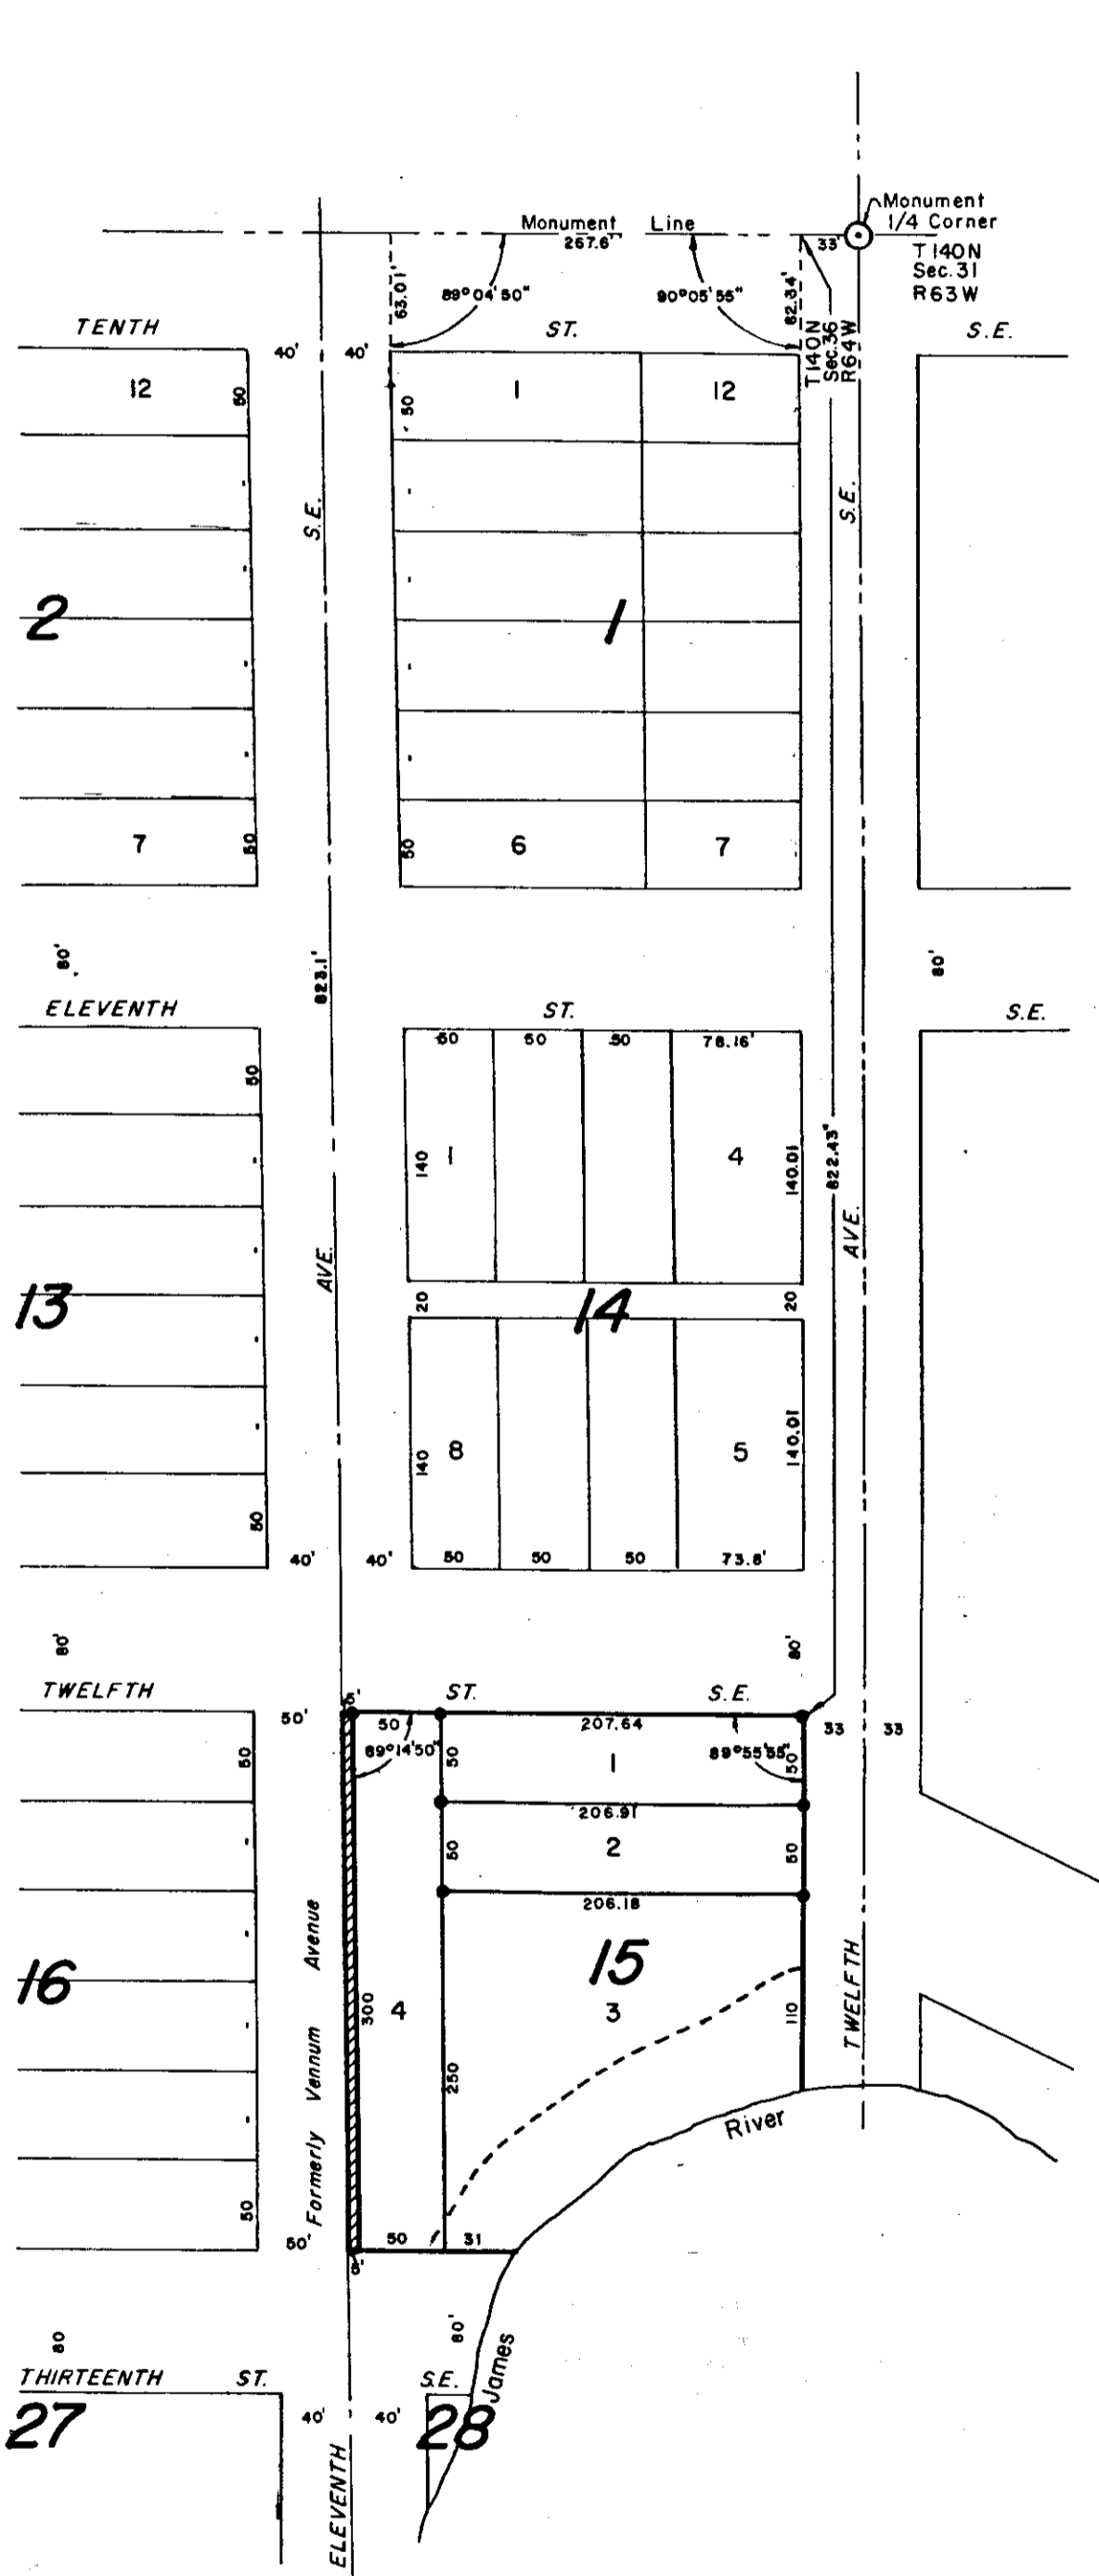 Monument
1/4 Corner
T140N
Sec. 31
R63W
Monument Line
267.6'
33'
63.01'
89°04'50"
90°05'55"
62.84'
T140N
Sec. 36
R64W
TENTH ST. S.E.
40' 40'
12 50 50 1 12
S.E. S.E.
2 1
7 50 50 6 7
80' 823.1' 80'
ELEVENTH ST. S.E.
50 50 50 76.16'
50
140 1 4 140.01
822.43'
AVE. AVE.
13 20 14 20
140 8 5 140.01
50
40' 40' 50 50 50 73.8'
80' 80'
TWELFTH ST. S.E.
50' 5' 50 207.64 33 33
89°14'50" 89°55'55"
50 50 1 50
206.91
50 2 50
206.18
Formerly Vennum Avenue
16 15
300 4 3 110
TWELFTH
250
River
50
50' 50 31
5'
80 80'
James
THIRTEENTH ST. S.E.
27 40' 40' 28
ELEVENTH